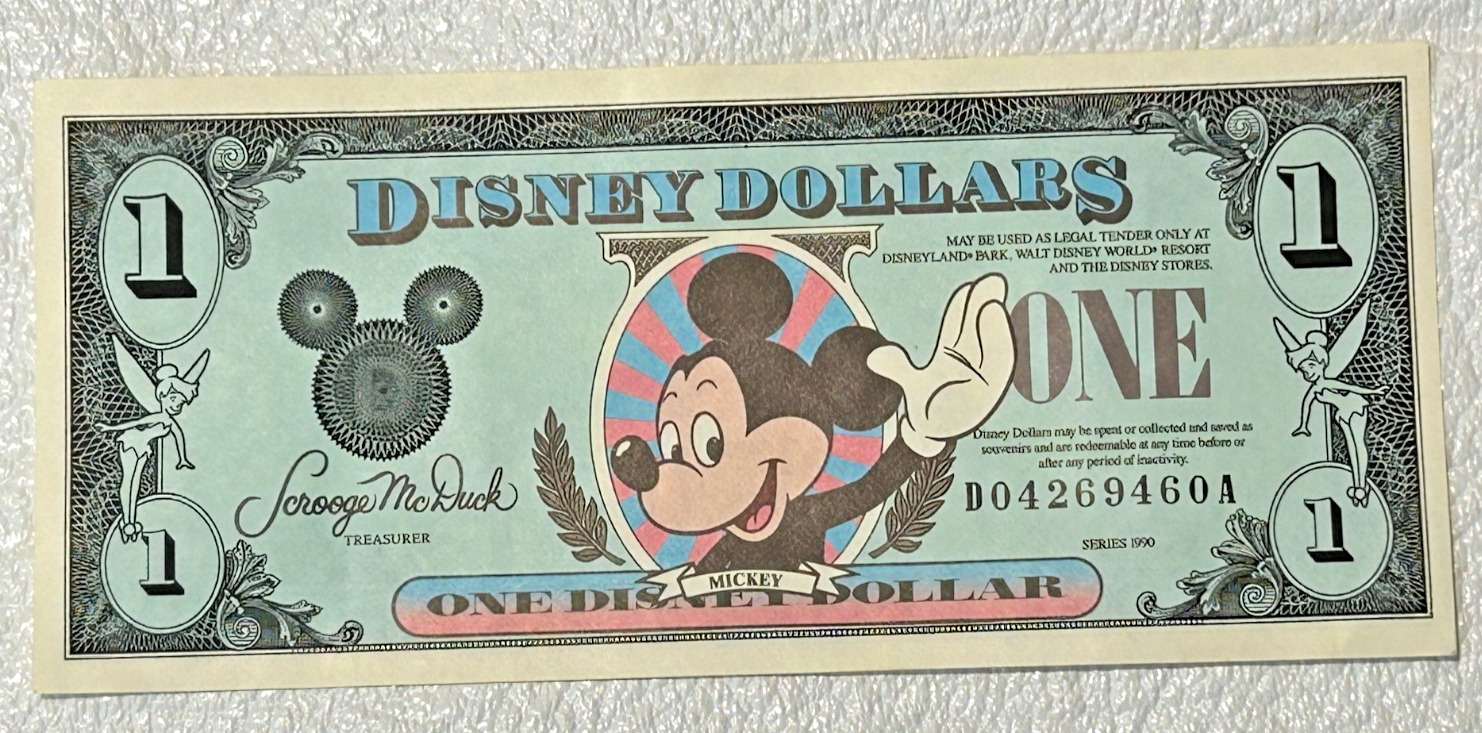 1
DISNEY DOLLARS
1
MAY BE USED AS LEGAL TENDER ONLY AT
DISNEYLAND® PARK, WALT DISNEY WORLD® RESORT
AND THE DISNEY STORES.
ONE
Disney Dollars may be spent or collected and saved as
souvenirs and are redeemable at any time before or
after any period of inactivity.
Scrooge McDuck
TREASURER
D04269460A
SERIES 1990
1
MICKEY
ONE DISNEY DOLLAR
1